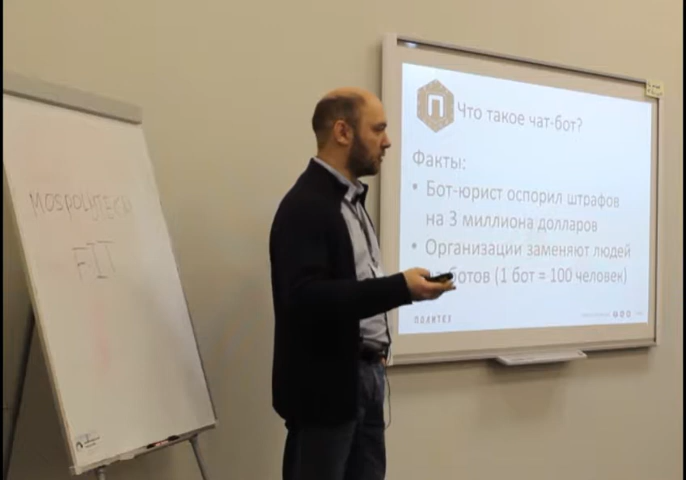 MOSPOLYTECH
FIT
П
Что такое чат-бот?
Факты:
• Бот-юрист оспорил штрафов
на 3 миллиона долларов
• Организации заменяют людей
ботов (1 бот = 100 человек)
ПОЛИТЕХ